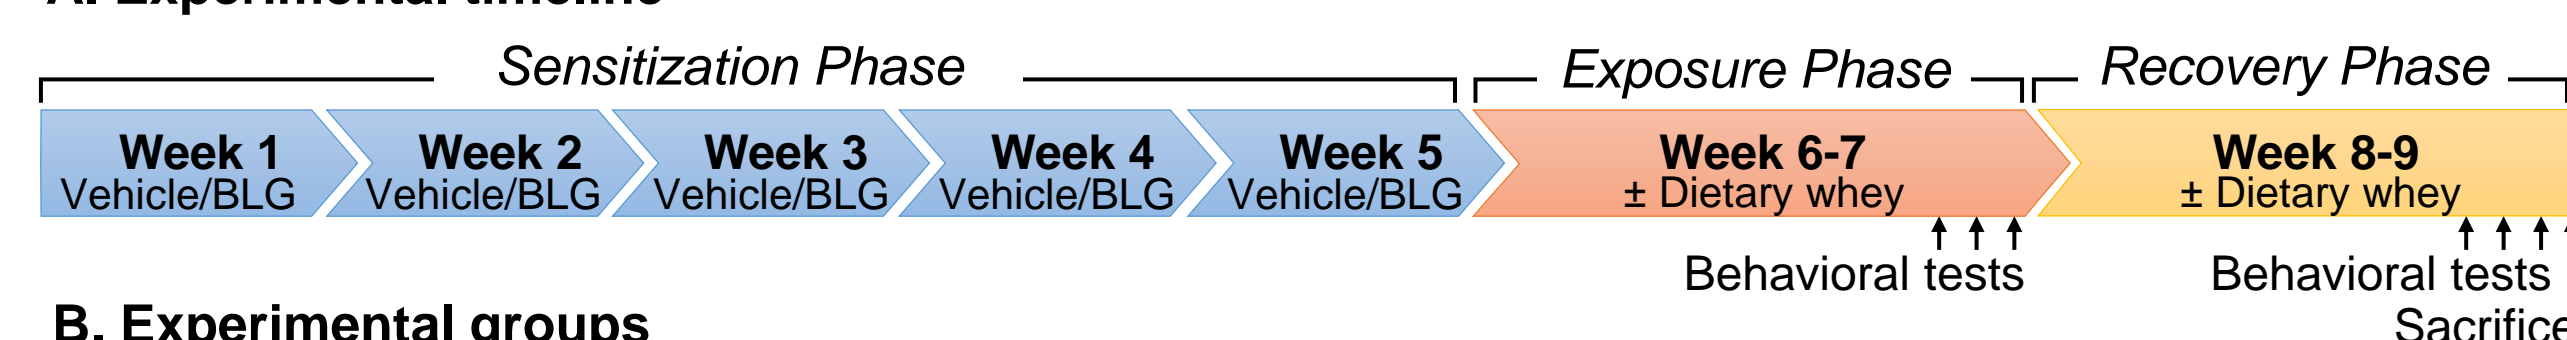 A. Experimental timeline
Sensitization Phase
Exposure Phase
Recovery Phase
Week 1
Vehicle/BLG
Week 2
Vehicle/BLG
Week 3
Vehicle/BLG
Week 4
Vehicle/BLG
Week 5
Vehicle/BLG
Week 6-7
± Dietary whey
Week 8-9
± Dietary whey
Behavioral tests
Behavioral tests
Sacrifice
B. Experimental groups